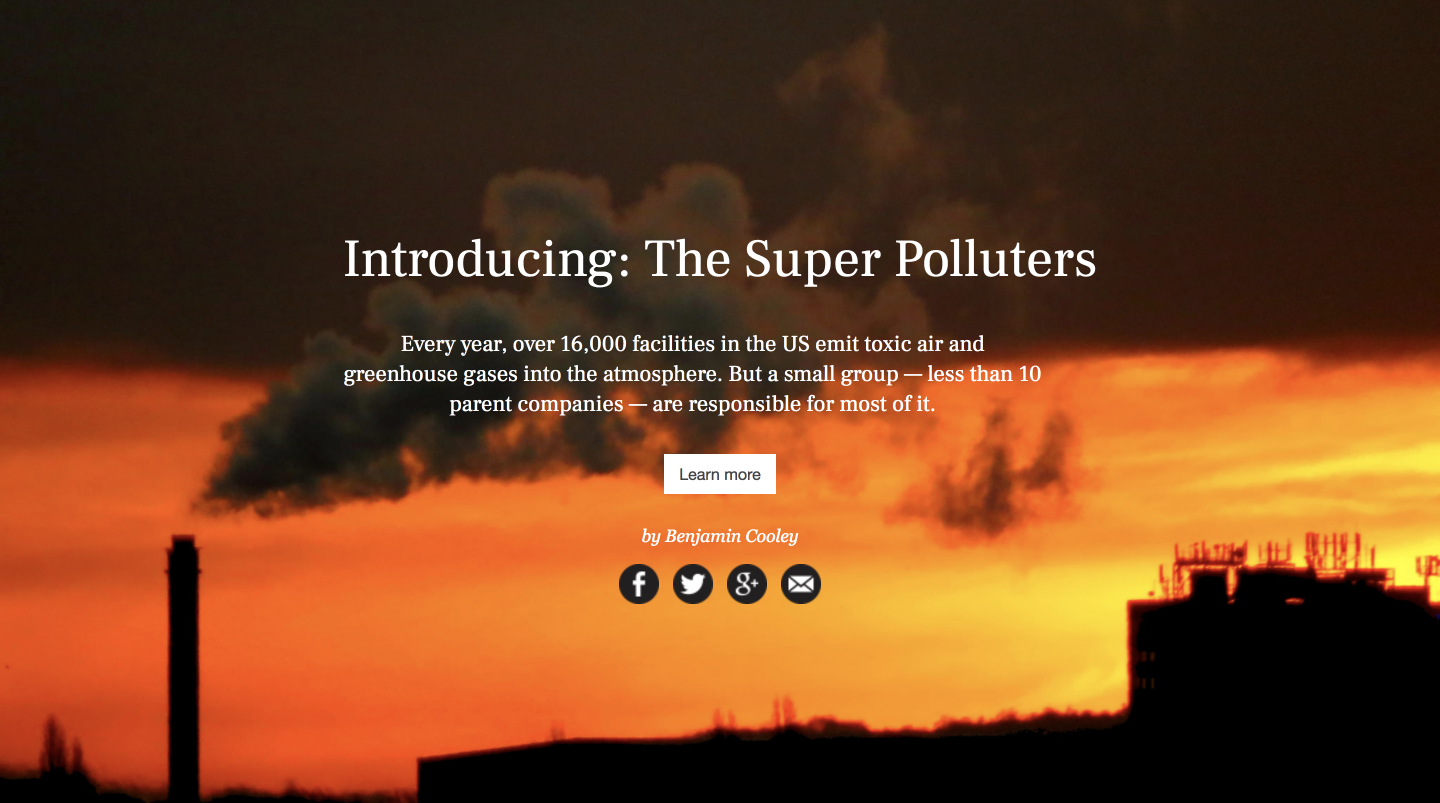 Introducing: The Super Polluters
Every year, over 16,000 facilities in the US emit toxic air and
greenhouse gases into the atmosphere. But a small group — less than 10
parent companies — are responsible for most of it.
Learn more
by Benjamin Cooley
f
g+